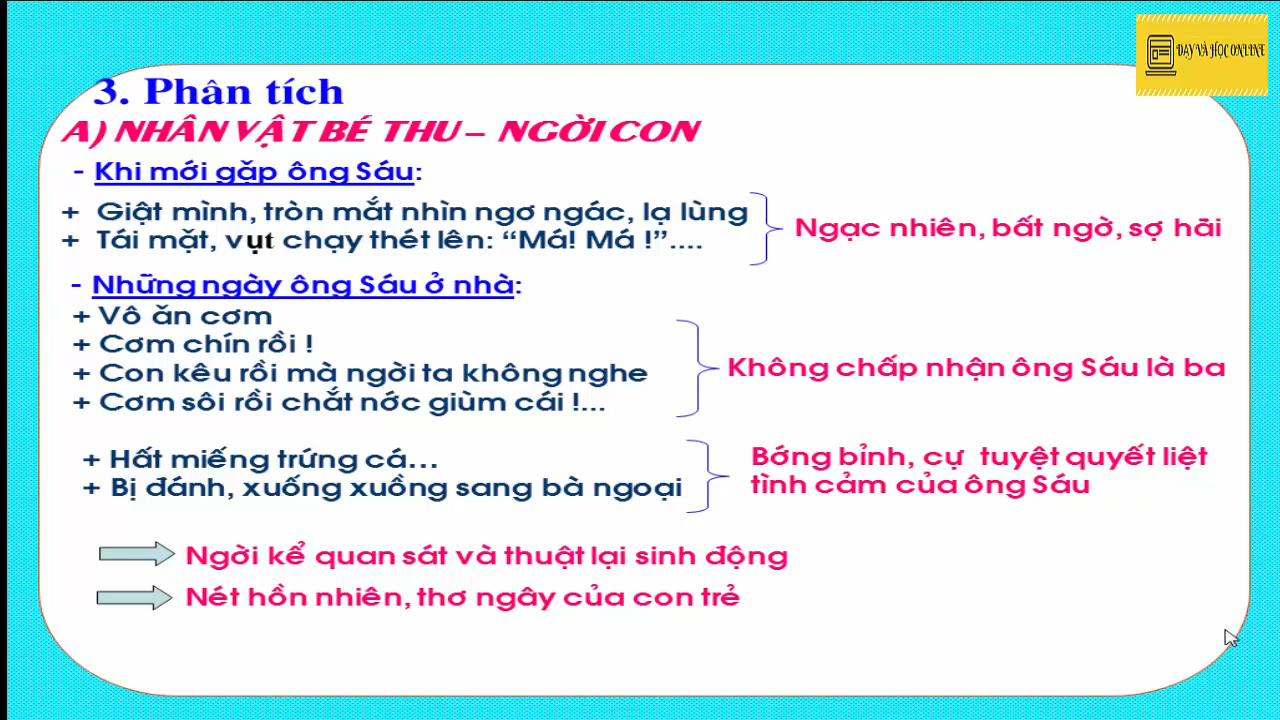 DẠY VÀ HỌC ONLINE
3. Phân tích
A) NHÂN VẬT BÉ THU – NGỜI CON
- Khi mới gặp ông Sáu:
+ Giật mình, tròn mắt nhìn ngơ ngác, lạ lùng
+ Tái mặt, vụt chạy thét lên: “Má! Má !”....
Ngạc nhiên, bất ngờ, sợ hãi
- Những ngày ông Sáu ở nhà:
+ Vô ăn cơm
+ Cơm chín rồi !
+ Con kêu rồi mà ngời ta không nghe
+ Cơm sôi rồi chắt nớc giùm cái !...
Không chấp nhận ông Sáu là ba
+ Hất miếng trứng cá...
+ Bị đánh, xuống xuồng sang bà ngoại
Bớng bỉnh, cự tuyệt quyết liệt
tình cảm của ông Sáu
Ngời kể quan sát và thuật lại sinh động
Nét hồn nhiên, thơ ngây của con trẻ